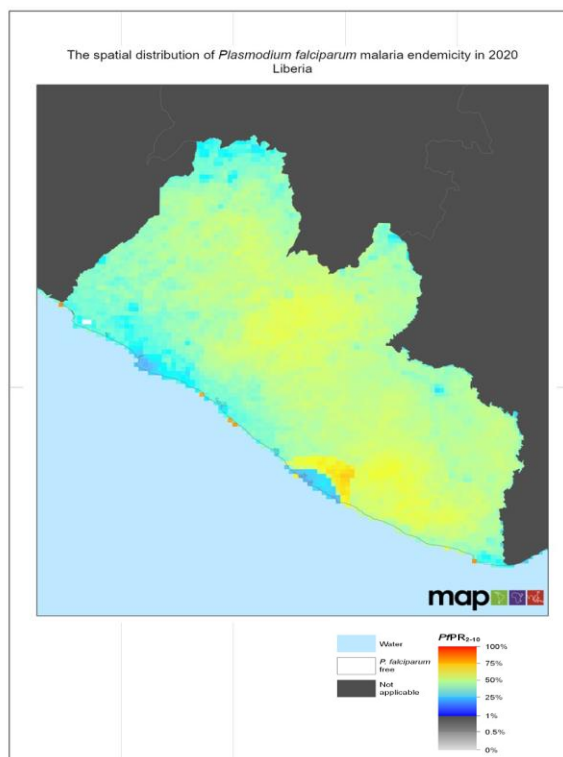 The spatial distribution of Plasmodium falciparum malaria endemicity in 2020
Liberia
map
Water
P. falciparum
free
Not
applicable
PfPR2-10
100%
75%
50%
25%
1%
0.5%
0%